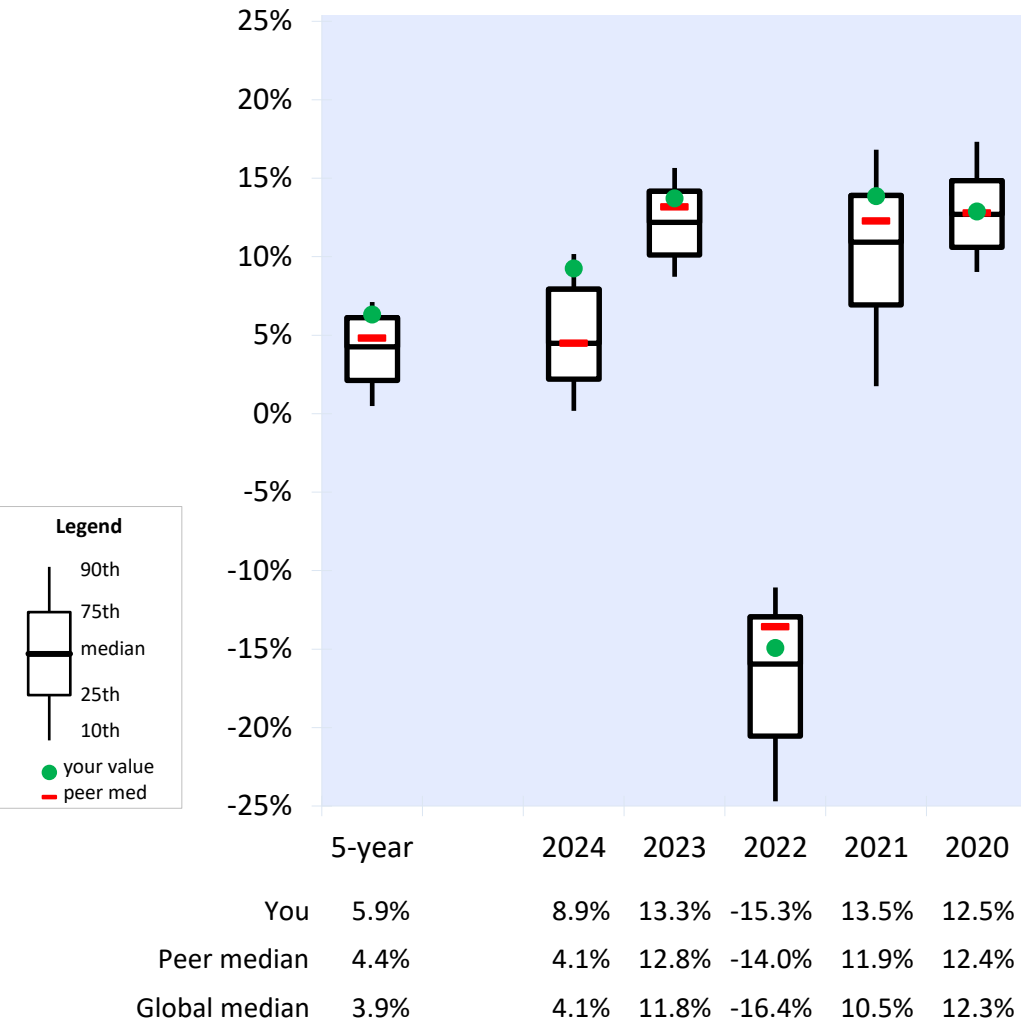 25%
20%
15%
10%
5%
0%
-5%
-10%
-15%
-20%
-25%
Legend
90th
75th
median
25th
10th
your value
peer med
5-year 2024 2023 2022 2021 2020
You 5.9% 8.9% 13.3% -15.3% 13.5% 12.5%
Peer median 4.4% 4.1% 12.8% -14.0% 11.9% 12.4%
Global median 3.9% 4.1% 11.8% -16.4% 10.5% 12.3%